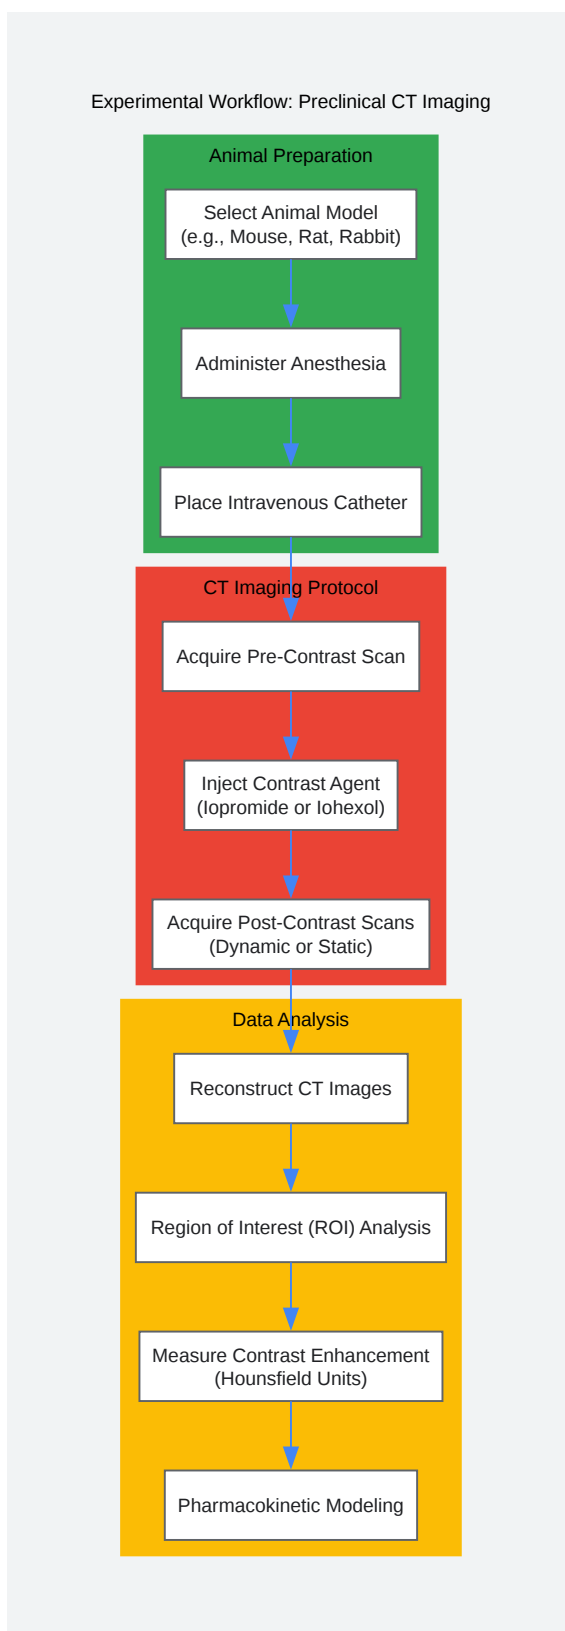 Experimental Workflow: Preclinical CT Imaging
Animal Preparation
Select Animal Model
(e.g., Mouse, Rat, Rabbit)
Administer Anesthesia
Place Intravenous Catheter
CT Imaging Protocol
Acquire Pre-Contrast Scan
Inject Contrast Agent
(Iopromide or Iohexol)
Acquire Post-Contrast Scans
(Dynamic or Static)
Data Analysis
Reconstruct CT Images
Region of Interest (ROI) Analysis
Measure Contrast Enhancement
(Hounsfield Units)
Pharmacokinetic Modeling